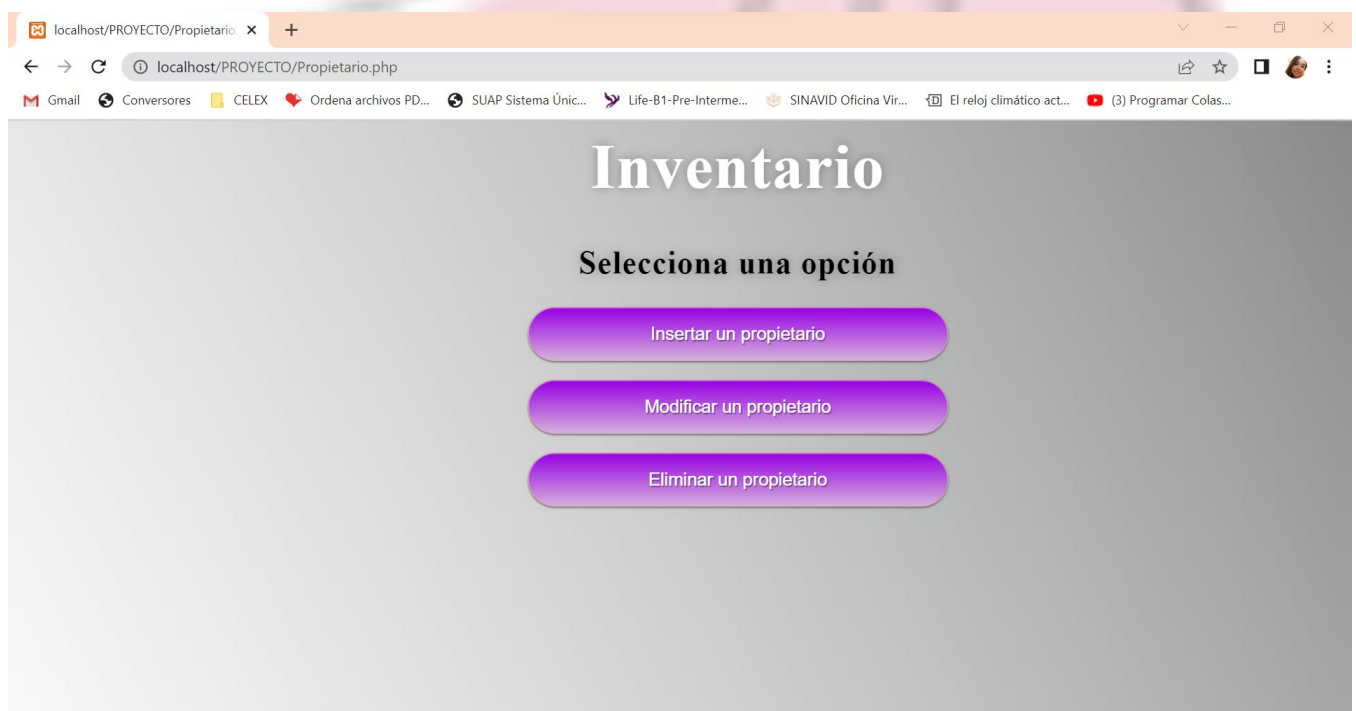 localhost/PROYECTO/Propietario
localhost/PROYECTO/Propietario.php
Gmail Conversores CELEX Ordena archivos PD... SUAP Sistema Únic... Life-B1-Pre-Interme... SINAVID Oficina Vir... El reloj climático act... (3) Programar Colas...
Inventario
Selecciona una opción
Insertar un propietario
Modificar un propietario
Eliminar un propietario